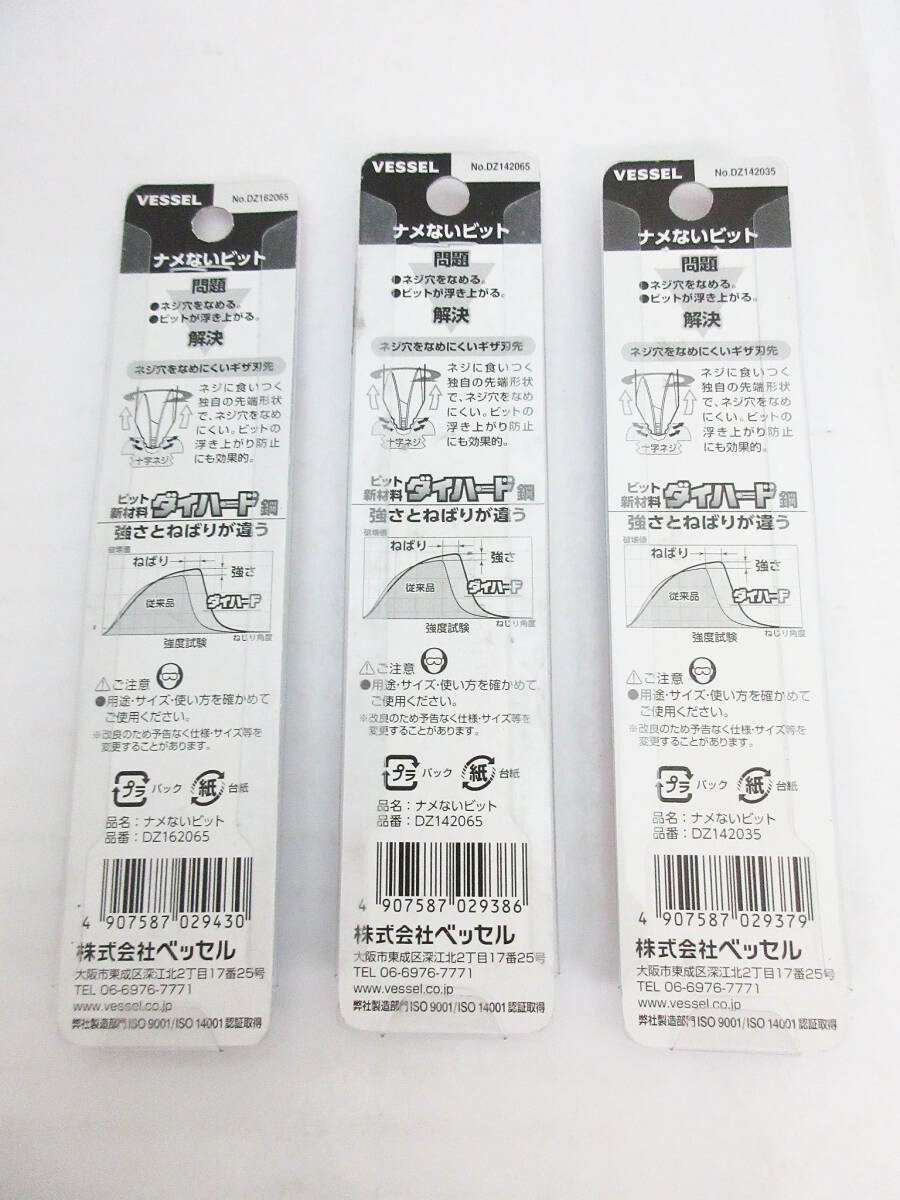 VESSEL
No.DZ162065
ナメないビット
問題
●ネジ穴をなめる。
●ビットが浮き上がる。
解決
ネジ穴をなめにくいギザ刃先
ネジに食いつく
独自の先端形状
で、ネジ穴をなめ
にくい。ビットの
浮き上がり防止
にも効果的。
十字ネジ
ビット
新材料 ダイハード鋼
強さとねばりが違う
破壊値
ねばり
強さ
従来品
ダイハード
ねじり角度
強度試験
⚠ご注意
●用途・サイズ・使い方を確かめて
ご使用ください。
※改良のため予告なく仕様・サイズ等を
変更することがあります。
プラ パック 紙 台紙
品名：ナメないビット
品番：DZ162065
4 907587 029430
株式会社ベッセル
大阪市東成区深江北2丁目17番25号
TEL 06-6976-7771
www.vessel.co.jp
弊社製造部門ISO 9001/ISO 14001 認証取得
VESSEL
No.DZ142065
ナメないビット
問題
●ネジ穴をなめる。
●ビットが浮き上がる。
解決
ネジ穴をなめにくいギザ刃先
ネジに食いつく
独自の先端形状
で、ネジ穴をなめ
にくい。ビットの
浮き上がり防止
にも効果的。
十字ネジ
ビット
新材料 ダイハード鋼
強さとねばりが違う
破壊値
ねばり
強さ
従来品
ダイハード
ねじり角度
強度試験
⚠ご注意
●用途・サイズ・使い方を確かめて
ご使用ください。
※改良のため予告なく仕様・サイズ等を
変更することがあります。
プラ パック 紙 台紙
品名：ナメないビット
品番：DZ142065
4 907587 029386
株式会社ベッセル
大阪市東成区深江北2丁目17番25号
TEL 06-6976-7771
www.vessel.co.jp
弊社製造部門ISO 9001/ISO 14001 認証取得
VESSEL
No.DZ142035
ナメないビット
問題
●ネジ穴をなめる。
●ビットが浮き上がる。
解決
ネジ穴をなめにくいギザ刃先
ネジに食いつく
独自の先端形状
で、ネジ穴をなめ
にくい。ビットの
浮き上がり防止
にも効果的。
十字ネジ
ビット
新材料 ダイハード鋼
強さとねばりが違う
破壊値
ねばり
強さ
従来品
ダイハード
ねじり角度
強度試験
⚠ご注意
●用途・サイズ・使い方を確かめて
ご使用ください。
※改良のため予告なく仕様・サイズ等を
変更することがあります。
プラ パック 紙 台紙
品名：ナメないビット
品番：DZ142035
4 907587 029379
株式会社ベッセル
大阪市東成区深江北2丁目17番25号
TEL 06-6976-7771
www.vessel.co.jp
弊社製造部門ISO 9001/ISO 14001 認証取得